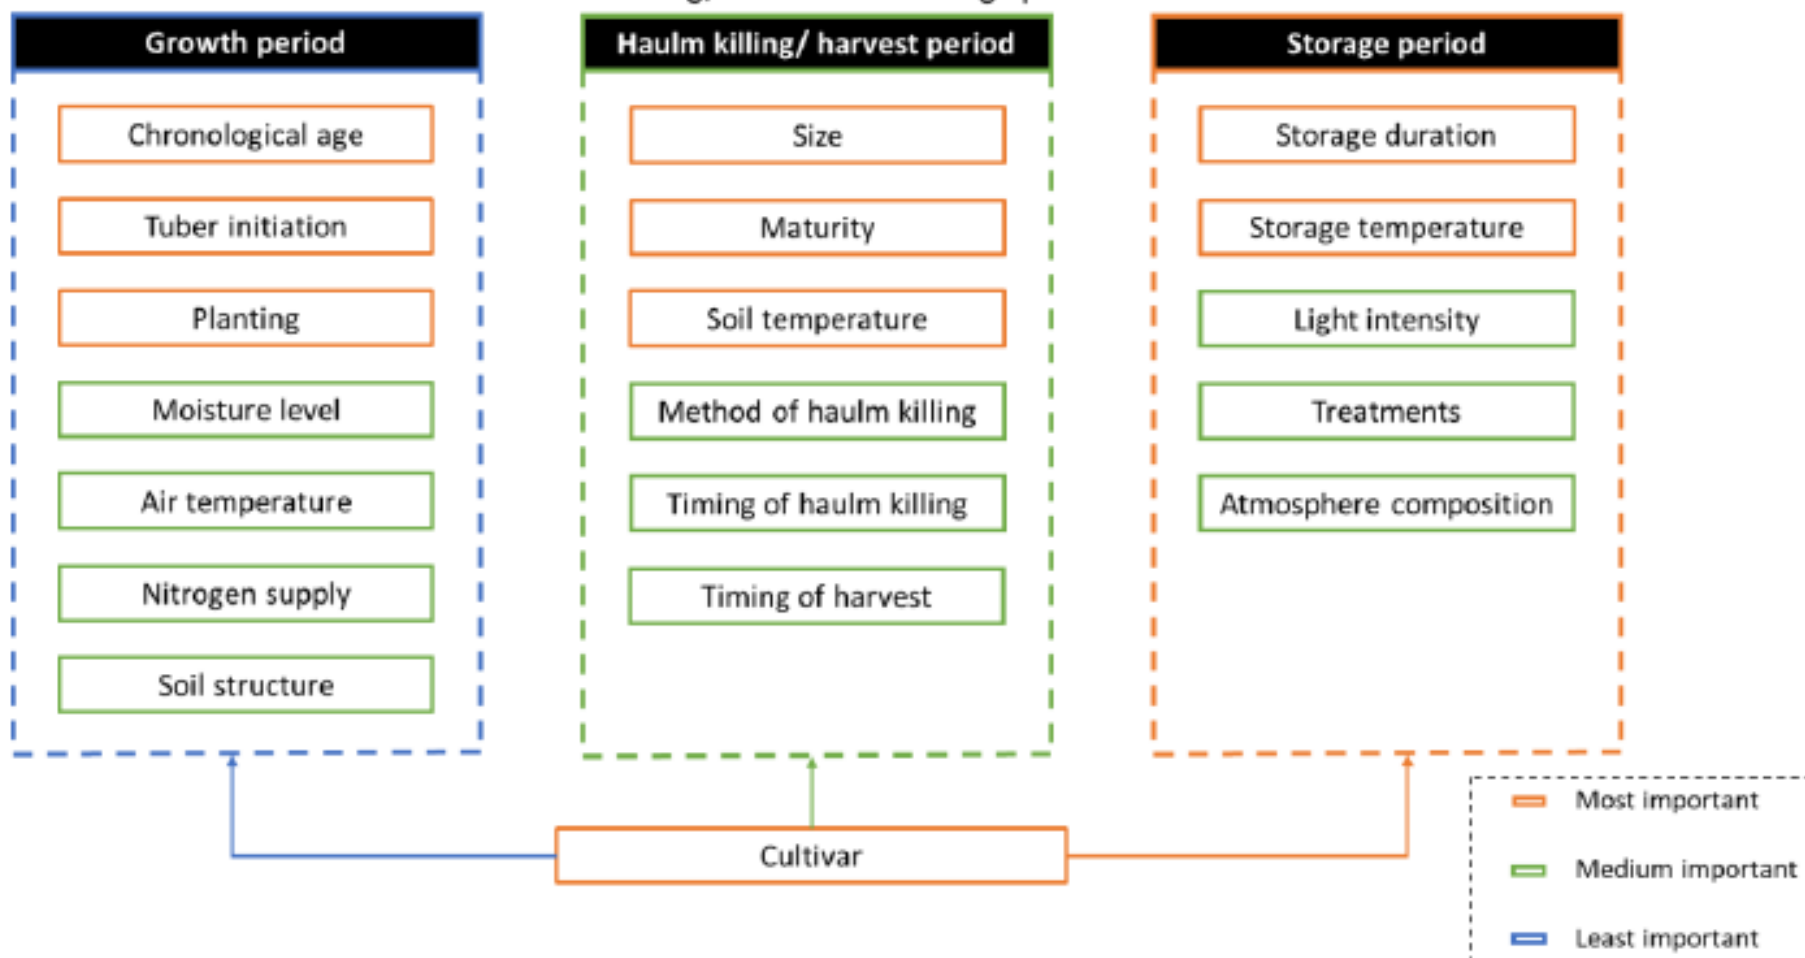 Growth period
Chronological age
Tuber initiation
Planting
Moisture level
Air temperature
Nitrogen supply
Soil structure
Haulm killing/ harvest period
Size
Maturity
Soil temperature
Method of haulm killing
Timing of haulm killing
Timing of harvest
Storage period
Storage duration
Storage temperature
Light intensity
Treatments
Atmosphere composition
Cultivar
Most important
Medium important
Least important